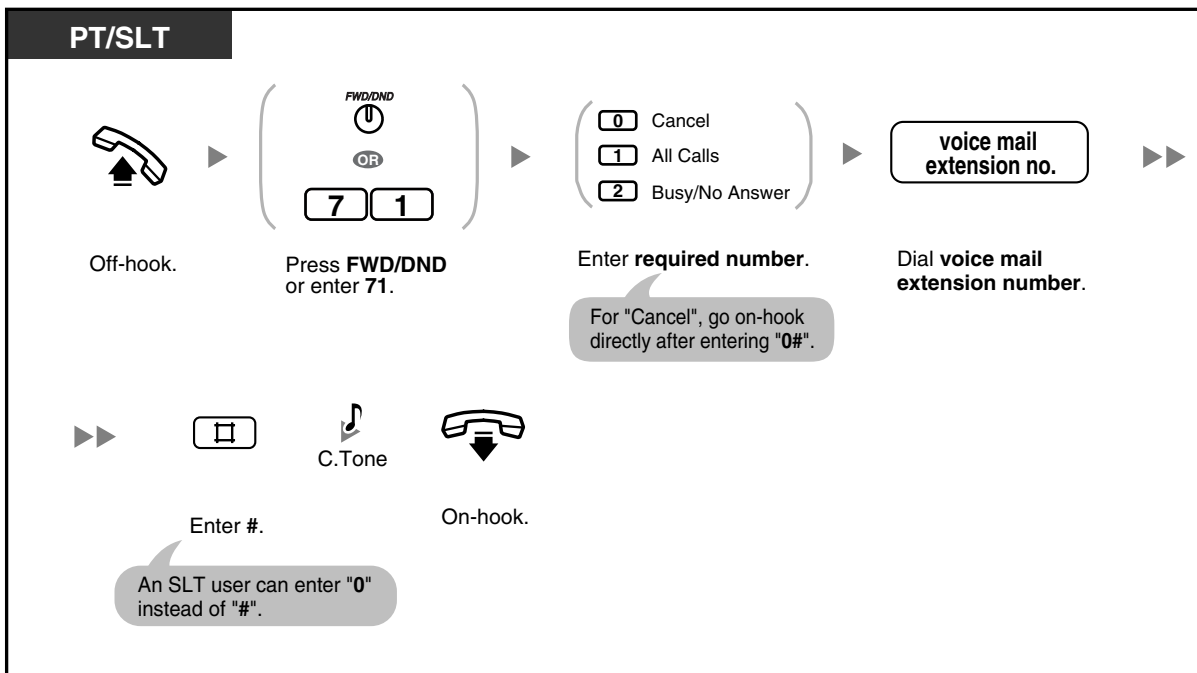 PT/SLT
FWD/DND
OR
7 1
0 Cancel
1 All Calls
2 Busy/No Answer
voice mail
extension no.
Off-hook.
Press FWD/DND
or enter 71.
Enter required number.
For "Cancel", go on-hook
directly after entering "0#".
Dial voice mail
extension number.
#
C.Tone
Enter #.
An SLT user can enter "0"
instead of "#".
On-hook.